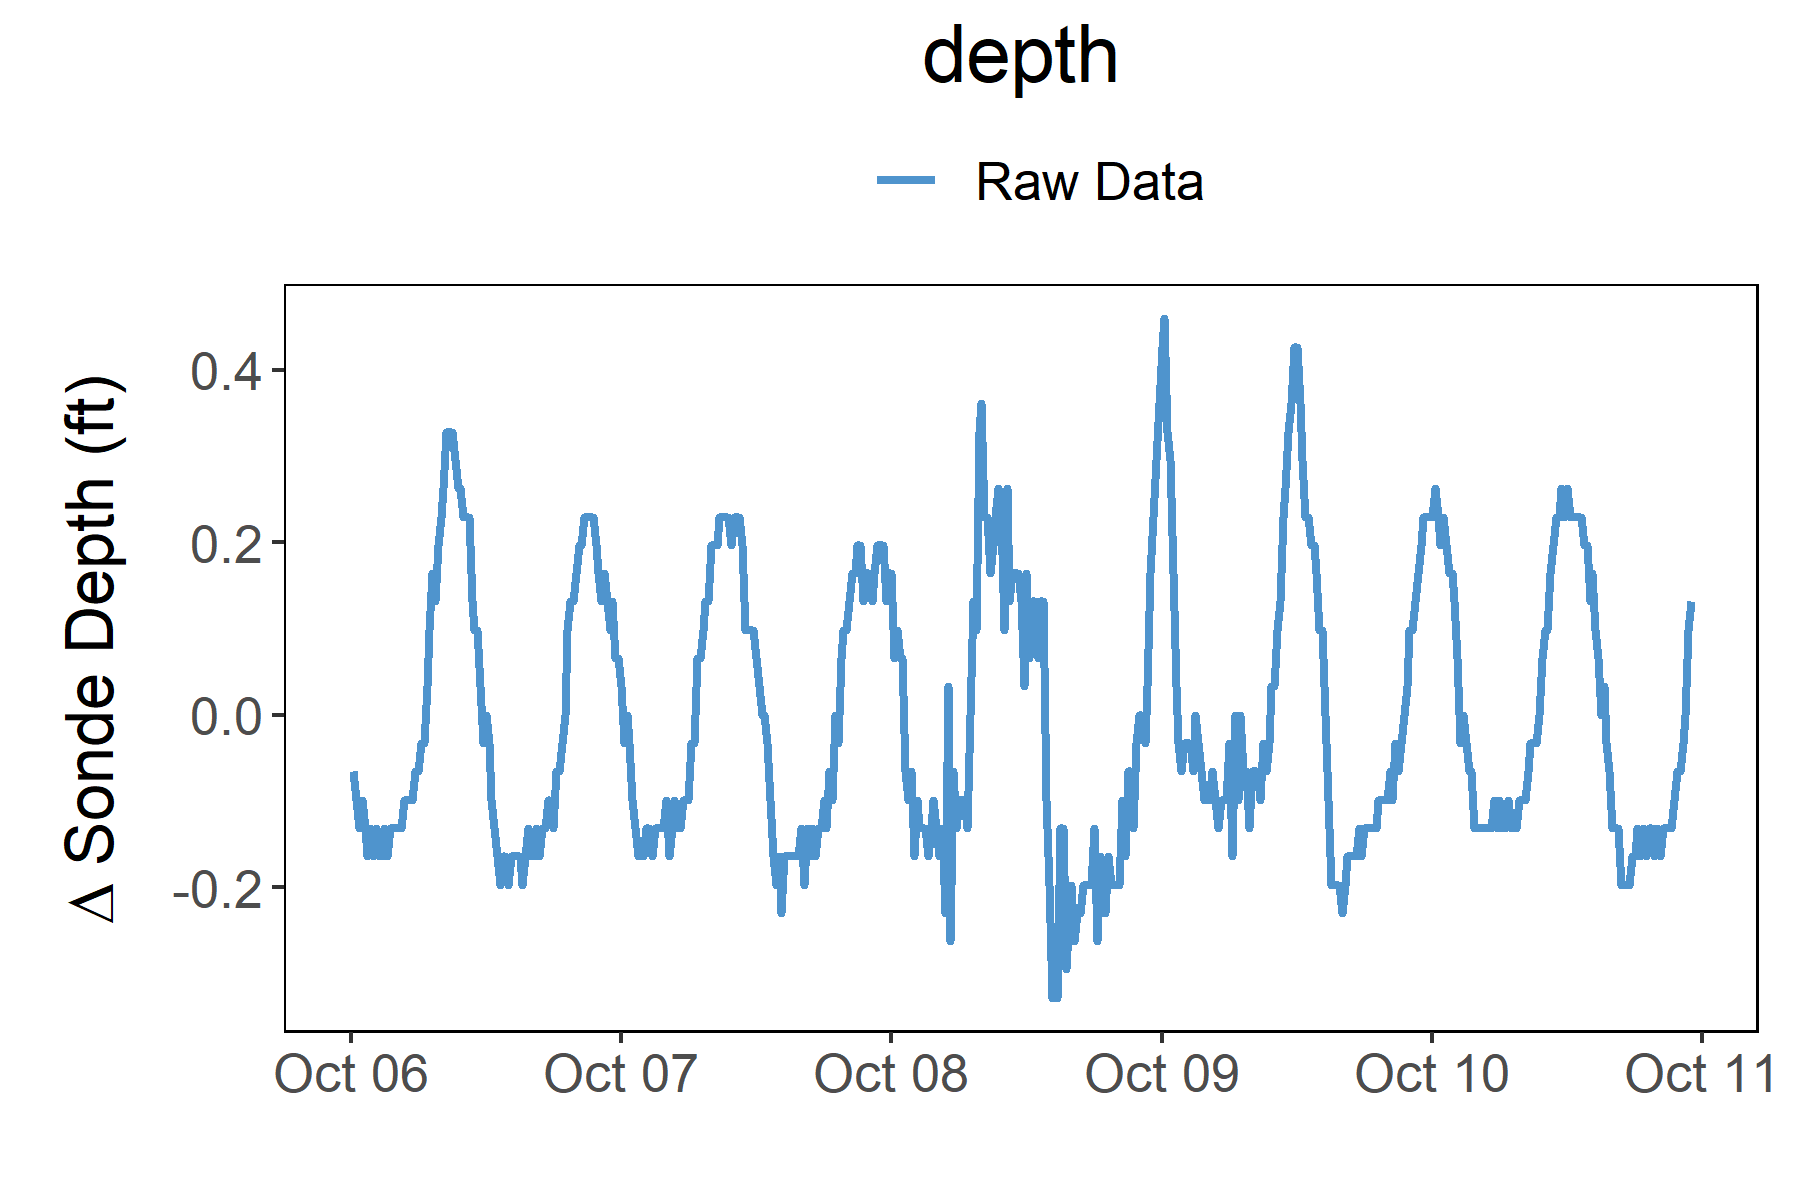 depth
Raw Data
Δ Sonde Depth (ft)
0.4
0.2
0.0
-0.2
Oct 06 Oct 07 Oct 08 Oct 09 Oct 10 Oct 11